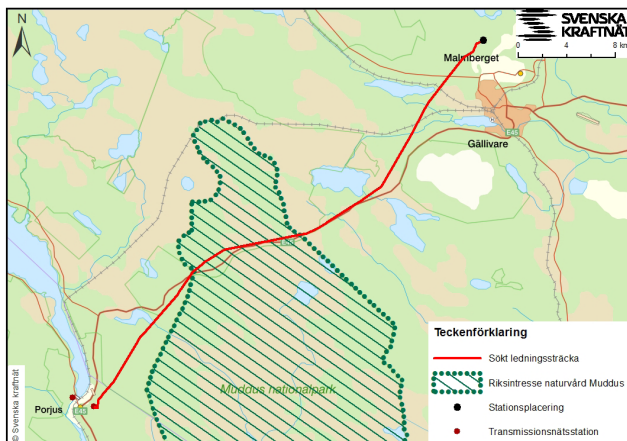 N
SVENSKA
KRAFTNÄT
0 4 8 km
Malmberget
E45
Gällivare
Muddus nationalpark
Porjus
E45
© Svenska kraftnät
Teckenförklaring
Sökt ledningssträcka
Riksintresse naturvård Muddus
Stationsplacering
Transmissionsnätsstation